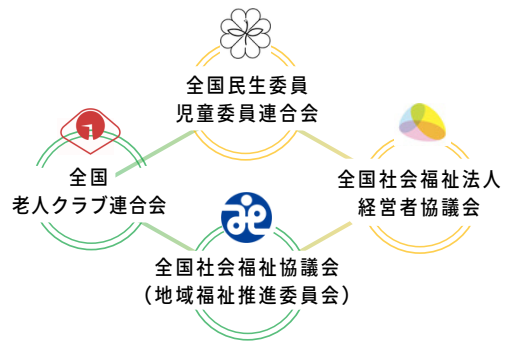 全国民生委員
児童委員連合会
全国
老人クラブ連合会
全国社会福祉法人
経営者協議会
全国社会福祉協議会
（地域福祉推進委員会）